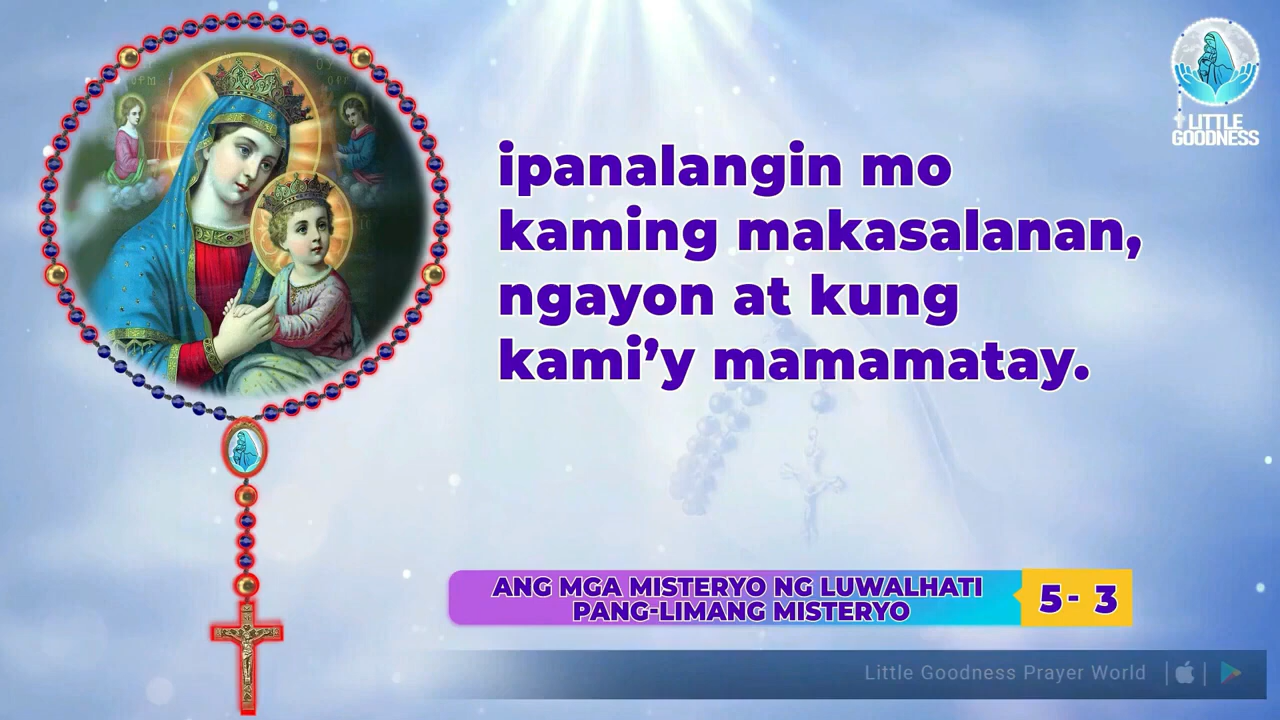 LITTLE
GOODNESS
ipanalangin mo
kaming makasalanan,
ngayon at kung
kami’y mamamatay.
ANG MGA MISTERYO NG LUWALHATI
PANG-LIMANG MISTERYO
5 - 3
Little Goodness Prayer World